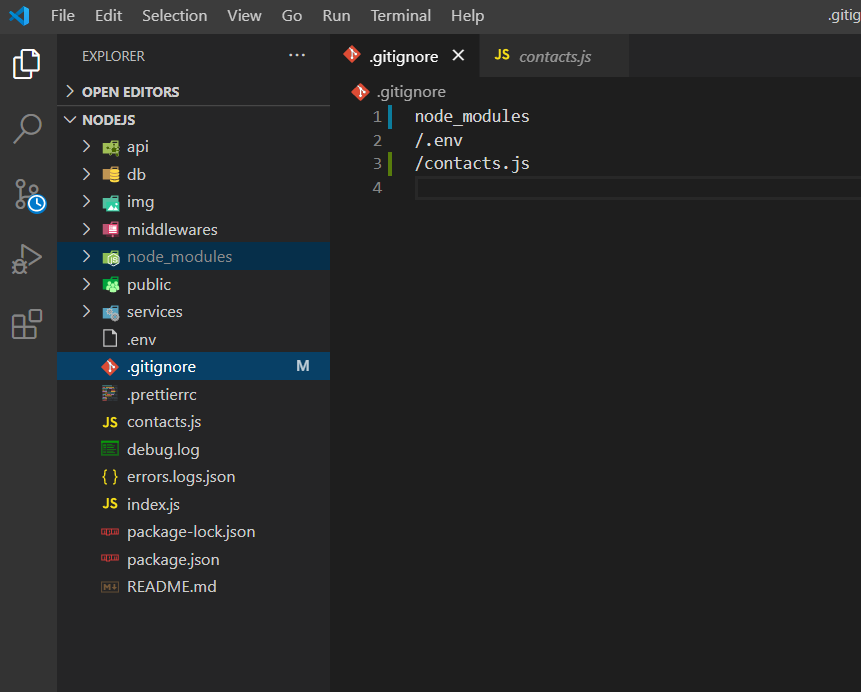 File Edit Selection View Go Run Terminal Help .gitig
EXPLORER ...
.gitignore
JS contacts.js
OPEN EDITORS
.gitignore
NODEJS
1 node_modules
2 /.env
3 /contacts.js
4
api
db
img
middlewares
node_modules
public
services
.env
.gitignore M
.prettierrc
JS contacts.js
debug.log
{ } errors.logs.json
JS index.js
package-lock.json
package.json
README.md